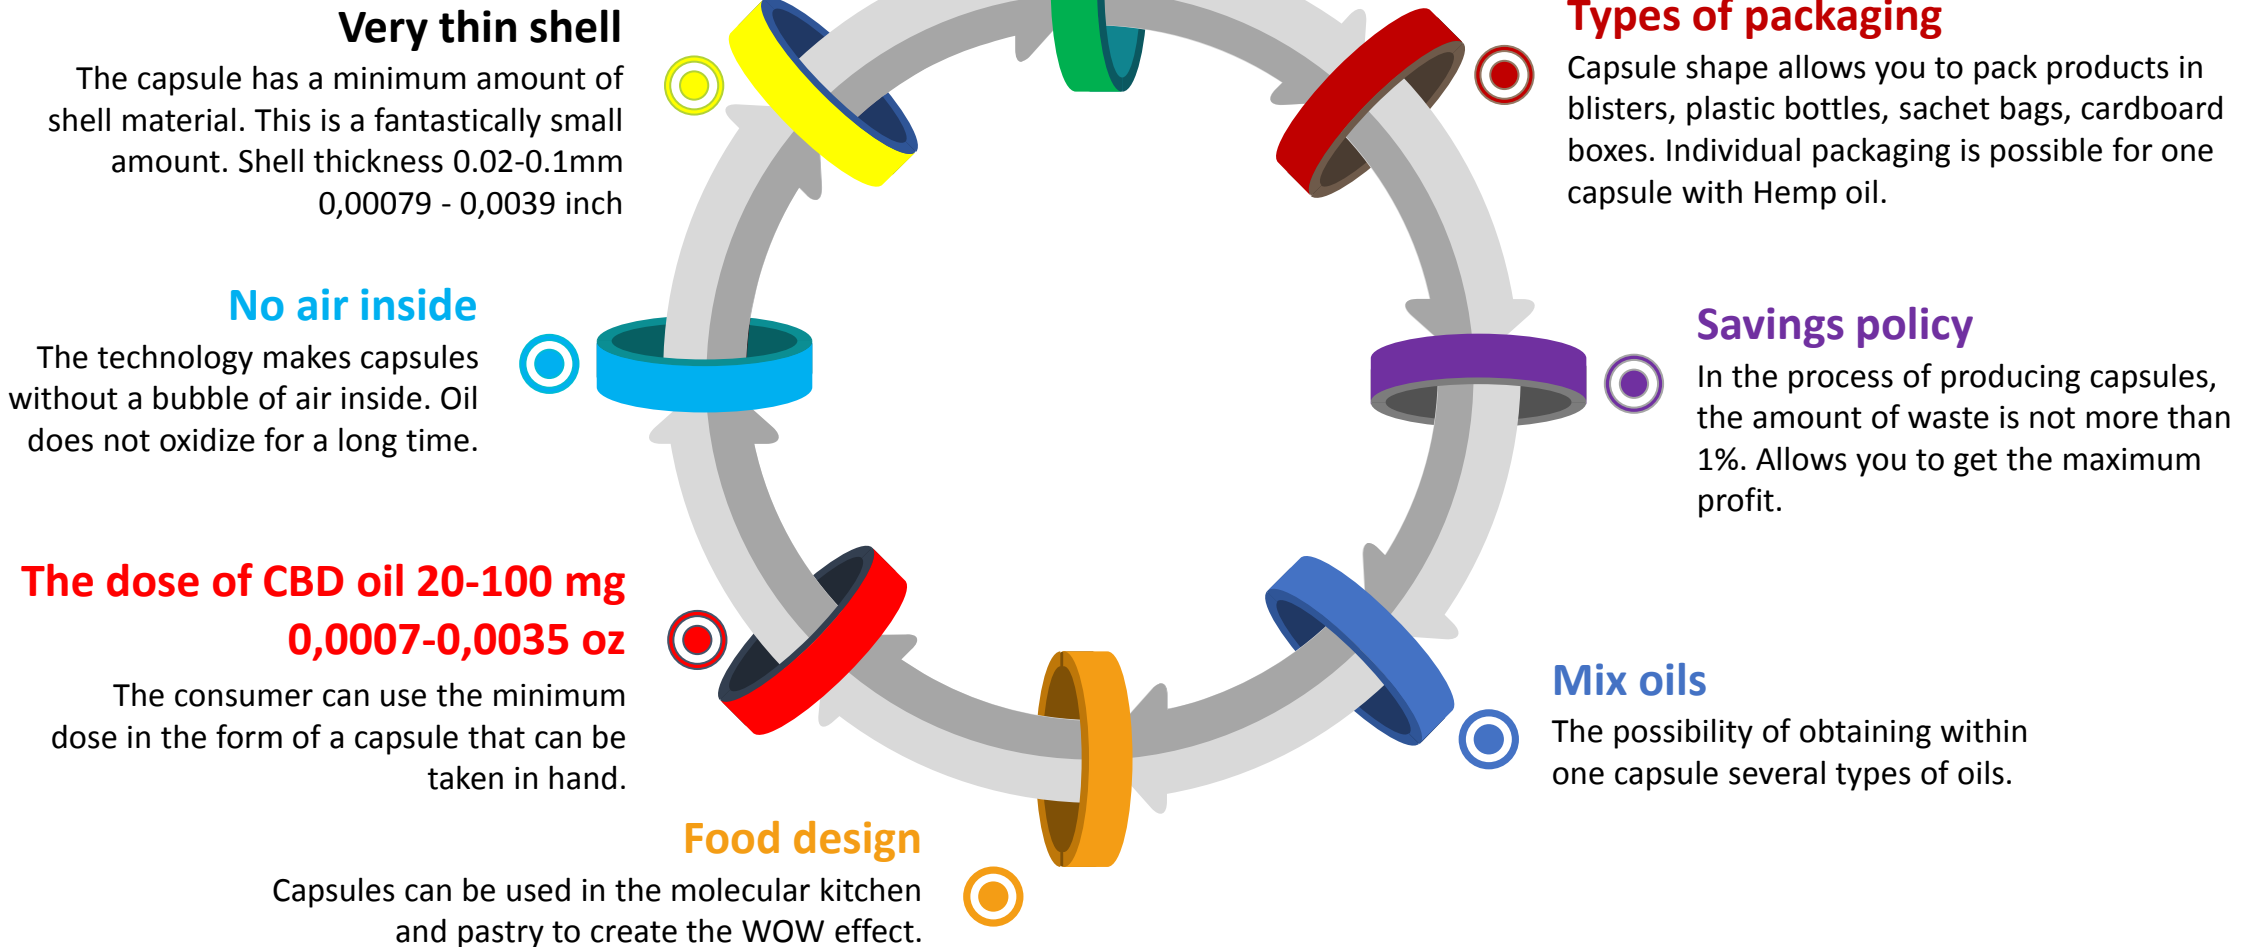 Very thin shell
The capsule has a minimum amount of
shell material. This is a fantastically small
amount. Shell thickness 0.02-0.1mm
0,00079 - 0,0039 inch
Types of packaging
Capsule shape allows you to pack products in
blisters, plastic bottles, sachet bags, cardboard
boxes. Individual packaging is possible for one
capsule with Hemp oil.
No air inside
The technology makes capsules
without a bubble of air inside. Oil
does not oxidize for a long time.
Savings policy
In the process of producing capsules,
the amount of waste is not more than
1%. Allows you to get the maximum
profit.
The dose of CBD oil 20-100 mg
0,0007-0,0035 oz
The consumer can use the minimum
dose in the form of a capsule that can be
taken in hand.
Mix oils
The possibility of obtaining within
one capsule several types of oils.
Food design
Capsules can be used in the molecular kitchen
and pastry to create the WOW effect.